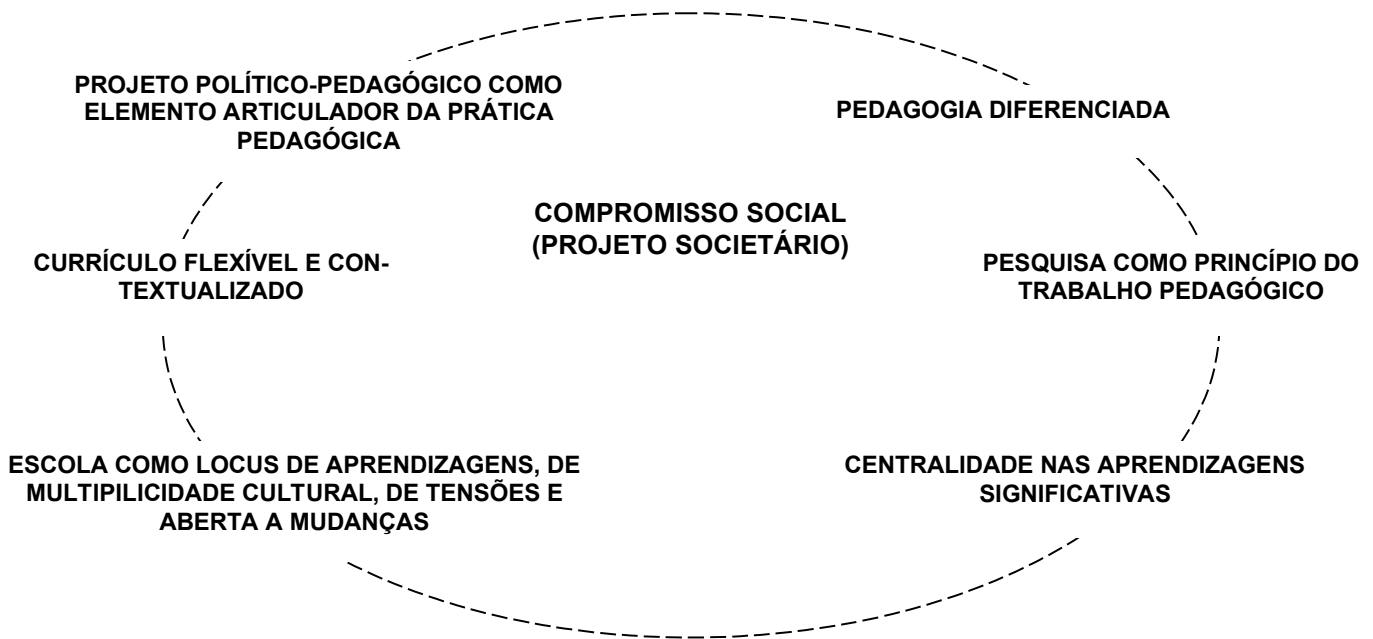 PROJETO POLÍTICO-PEDAGÓGICO COMO
ELEMENTO ARTICULADOR DA PRÁTICA
PEDAGÓGICA
PEDAGOGIA DIFERENCIADA
COMPROMISSO SOCIAL
(PROJETO SOCIETÁRIO)
CURRÍCULO FLEXÍVEL E CON-
TEXTUALIZADO
PESQUISA COMO PRINCÍPIO DO
TRABALHO PEDAGÓGICO
ESCOLA COMO LOCUS DE APRENDIZAGENS, DE
MULTIPILICIDADE CULTURAL, DE TENSÕES E
ABERTA A MUDANÇAS
CENTRALIDADE NAS APRENDIZAGENS
SIGNIFICATIVAS